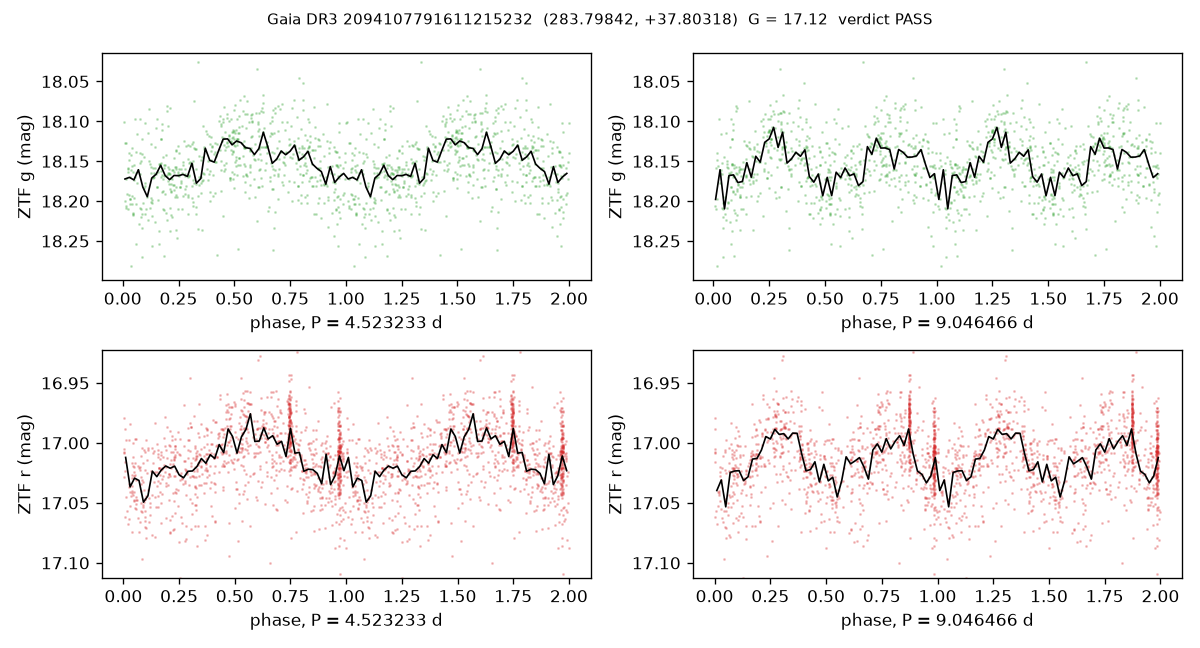 Gaia DR3 2094107791611215232 (283.79842, +37.80318) G = 17.12 verdict PASS
ZTF g (mag)
18.05
18.10
18.15
18.20
18.25
0.00 0.25 0.50 0.75 1.00 1.25 1.50 1.75 2.00
phase, P = 4.523233 d
ZTF g (mag)
18.05
18.10
18.15
18.20
18.25
0.00 0.25 0.50 0.75 1.00 1.25 1.50 1.75 2.00
phase, P = 9.046466 d
ZTF r (mag)
16.95
17.00
17.05
17.10
0.00 0.25 0.50 0.75 1.00 1.25 1.50 1.75 2.00
phase, P = 4.523233 d
ZTF r (mag)
16.95
17.00
17.05
17.10
0.00 0.25 0.50 0.75 1.00 1.25 1.50 1.75 2.00
phase, P = 9.046466 d